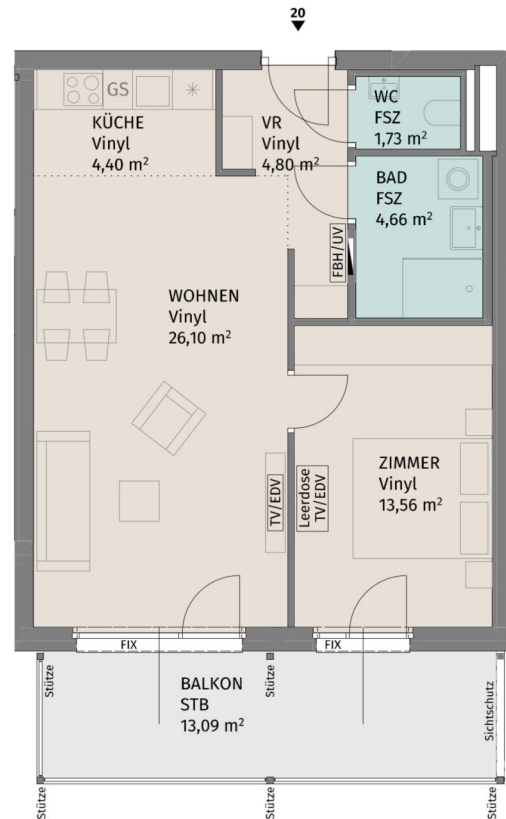 20
GS
KÜCHE
Vinyl
4,40 m²
VR
Vinyl
4,80 m²
WC
FSZ
1,73 m²
BAD
FSZ
4,66 m²
FBH/UV
WOHNEN
Vinyl
26,10 m²
TV/EDV
Leerdose
TV/EDV
ZIMMER
Vinyl
13,56 m²
FIX
FIX
Stütze
Stütze
Sichtschutz
BALKON
STB
13,09 m²
Stütze
Stütze
Stütze